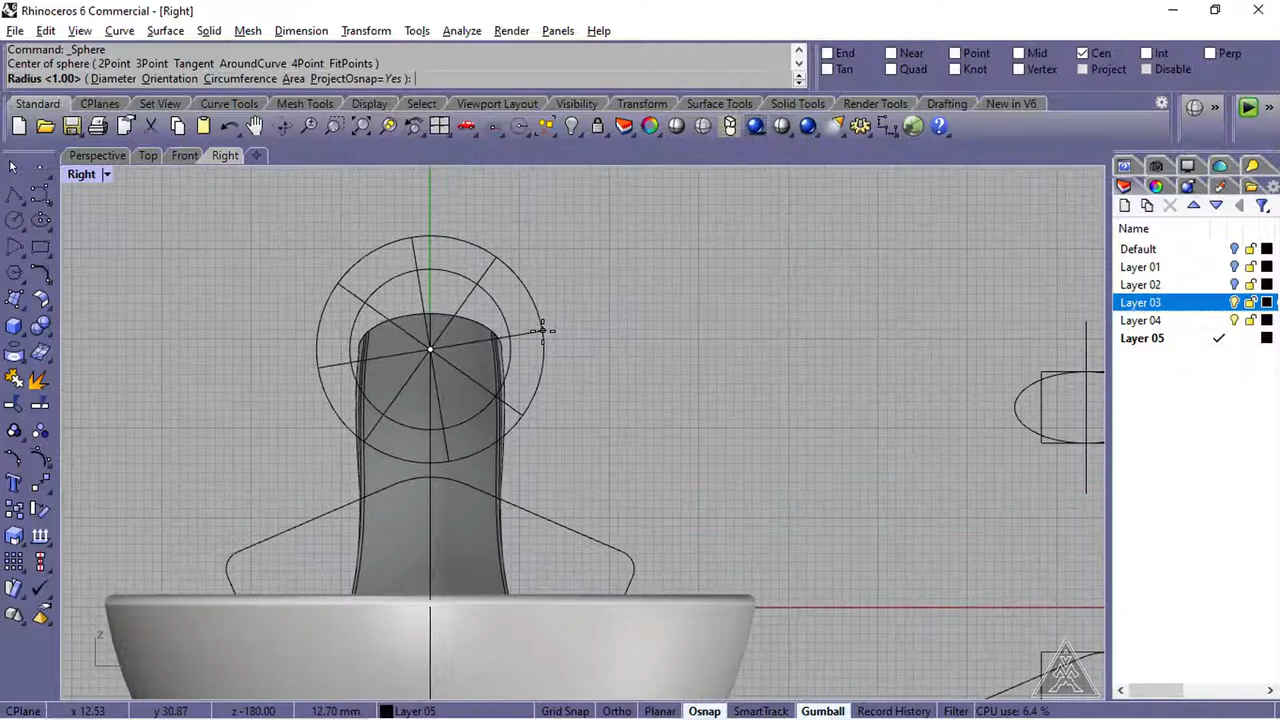 Rhinoceros 6 Commercial - [Right]
File Edit View Curve Surface Solid Mesh Dimension Transform Tools Analyze Render Panels Help
Command: _Sphere
Center of sphere ( 2Point 3Point Tangent AroundCurve 4Point FitPoints )
Radius <1.00> ( Diameter Orientation Circumference Area ProjectOsnap=Yes ):
End Near Point Mid Cen Int Perp
Tan Quad Knot Vertex Project Disable
Standard CPlanes Set View Curve Tools Mesh Tools Display Select Viewport Layout Visibility Transform Surface Tools Solid Tools Render Tools Drafting New in V6
Perspective Top Front Right
Right
Name
Default
Layer 01
Layer 02
Layer 03
Layer 04
Layer 05
z
CPlane x 12.53 y 30.87 z -180.00 12.70 mm Layer 05 Grid Snap Ortho Planar Osnap SmartTrack Gumball Record History Filter CPU use: 6.4 %